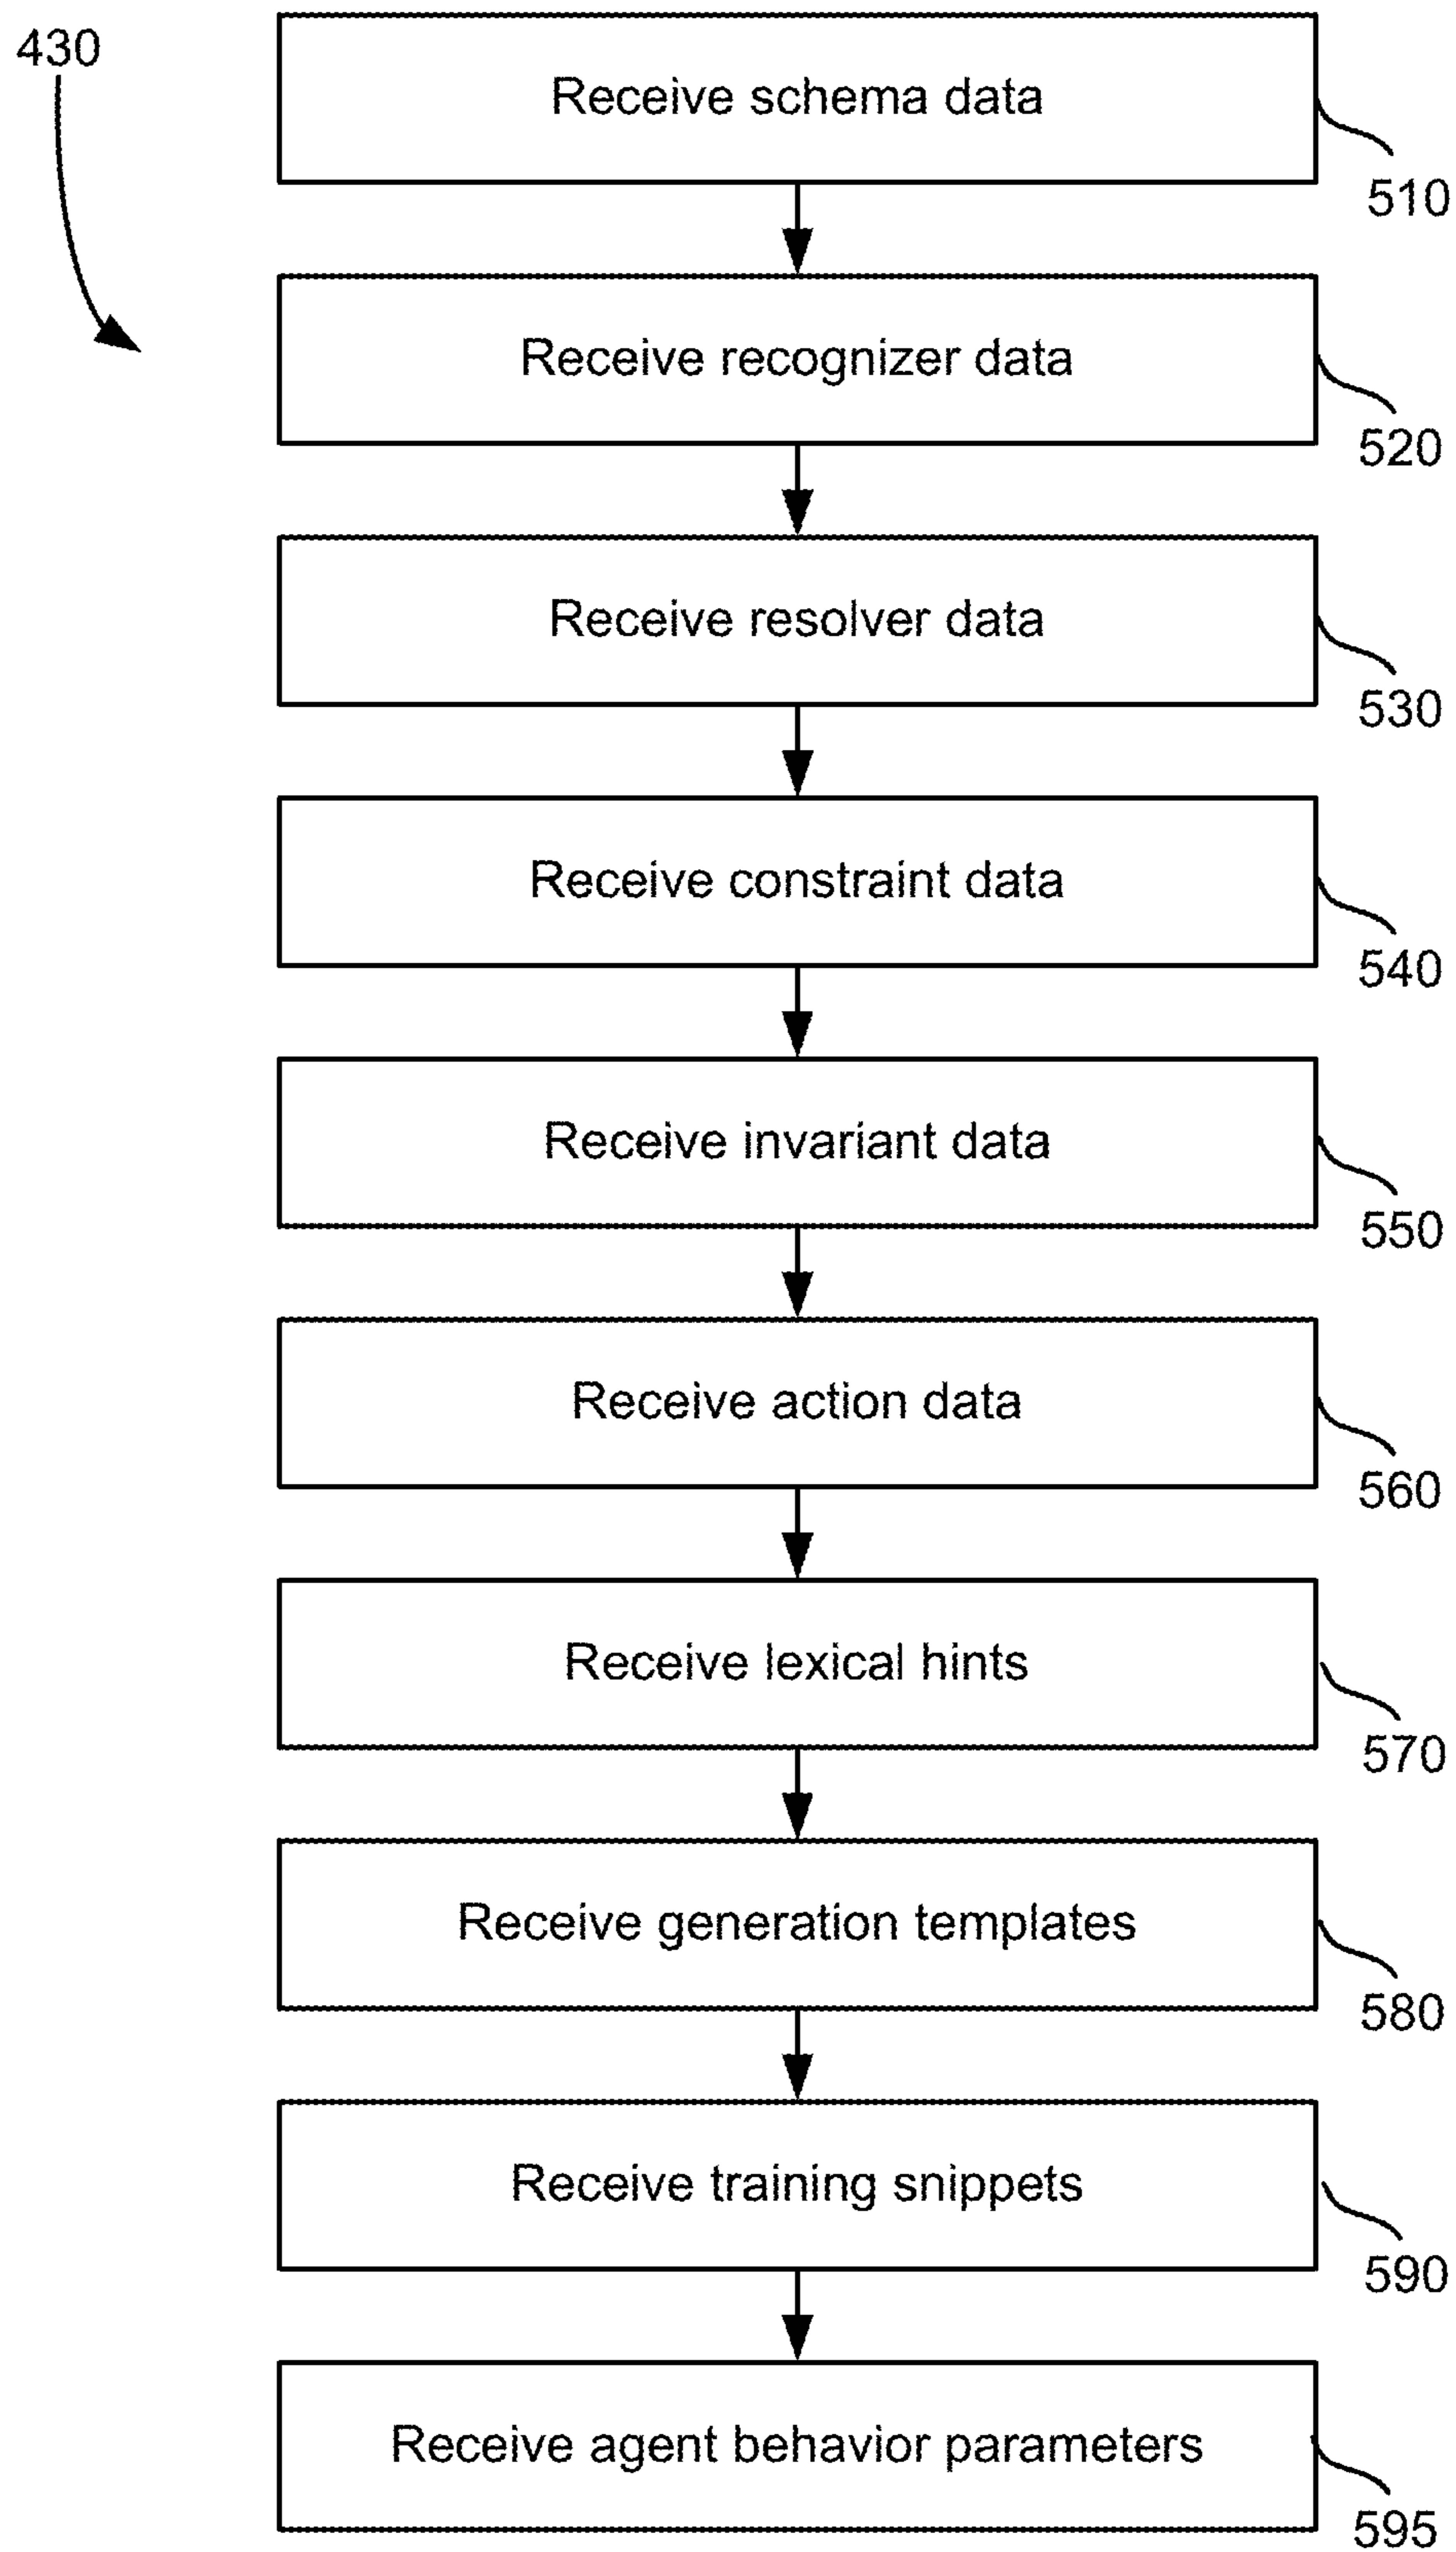 430
Receive schema data
510
Receive recognizer data
520
Receive resolver data
530
Receive constraint data
540
Receive invariant data
550
Receive action data
560
Receive lexical hints
570
Receive generation templates
580
Receive training snippets
590
Receive agent behavior parameters
595